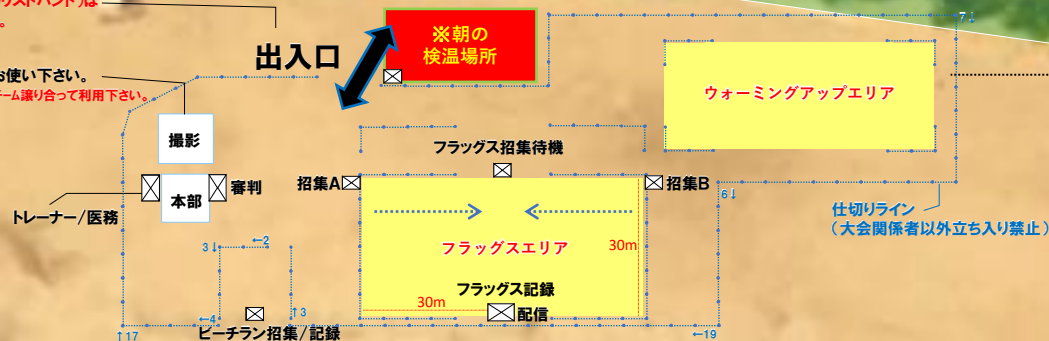 リストバンド)は
。
お使い下さい。
チーム譲り合って利用下さい。
出入口
※朝の
検温場所
7↓
ウォーミングアップエリア
撮影
フラッグス招集待機
招集A
招集B
本部
審判
トレーナー/医務
6↓
仕切りライン
(大会関係者以外立ち入り禁止)
フラッグスエリア
30m
3↓
←2
フラッグス記録
30m
配信
←4
↑3
ビーチラン招集/記録
↑17
←19